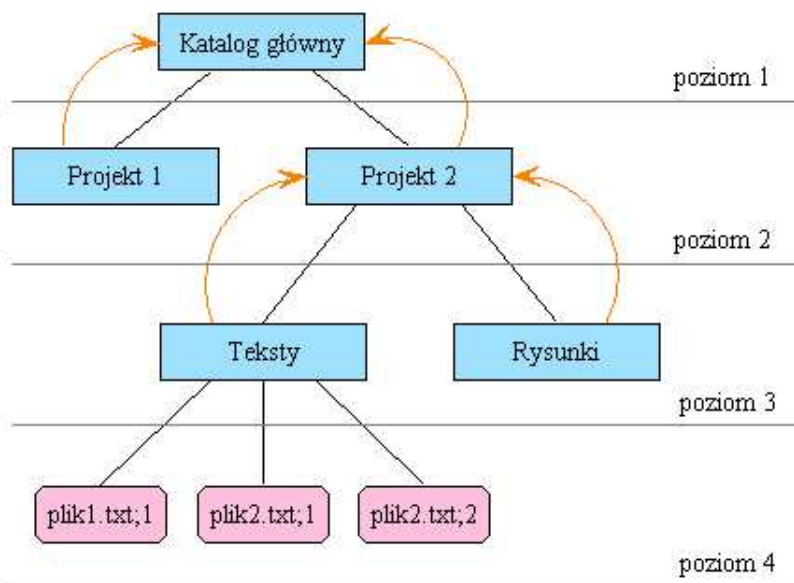 Katalog główny
poziom 1
Projekt 1
Projekt 2
poziom 2
Teksty
Rysunki
poziom 3
plik1.txt;1
plik2.txt;1
plik2.txt;2
poziom 4